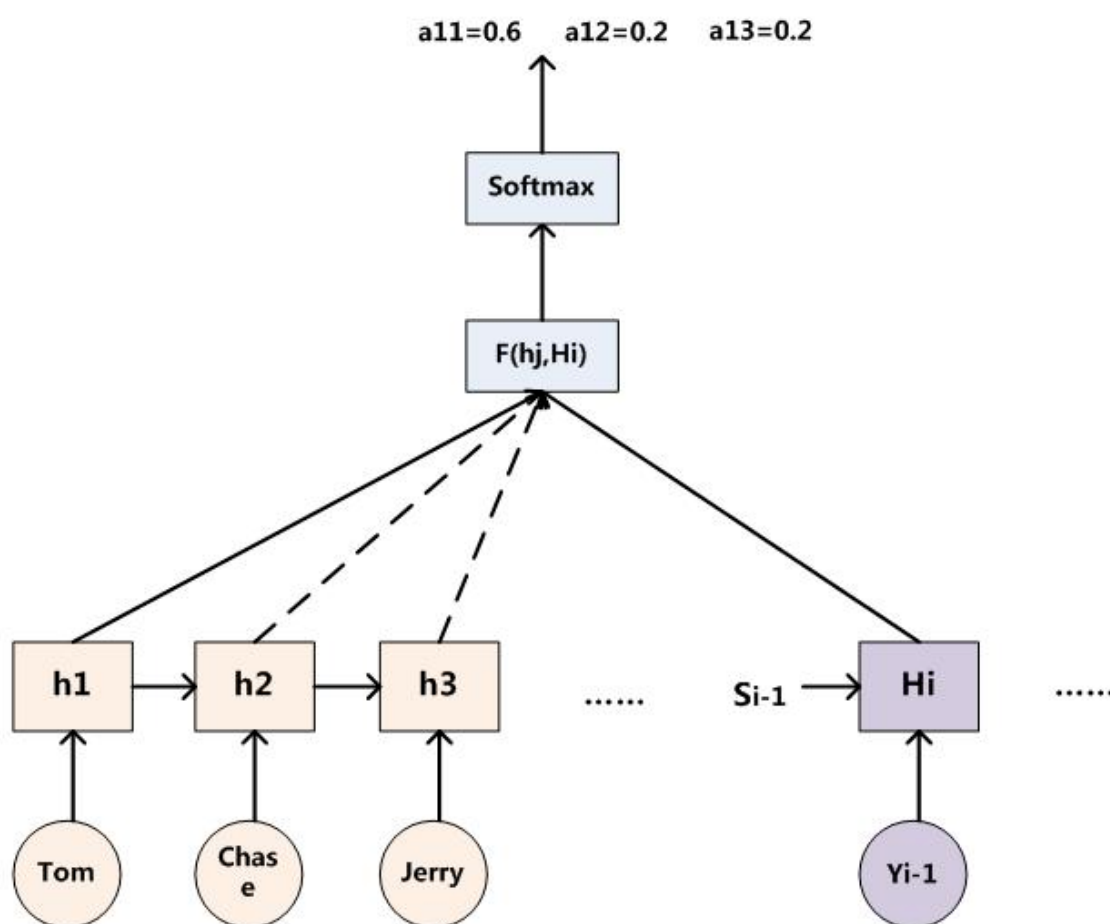 a11=0.6 a12=0.2 a13=0.2
Softmax
F(hj,Hi)
h1 h2 h3 ...... Si-1 Hi ......
Tom Chas Jerry Yi-1
e